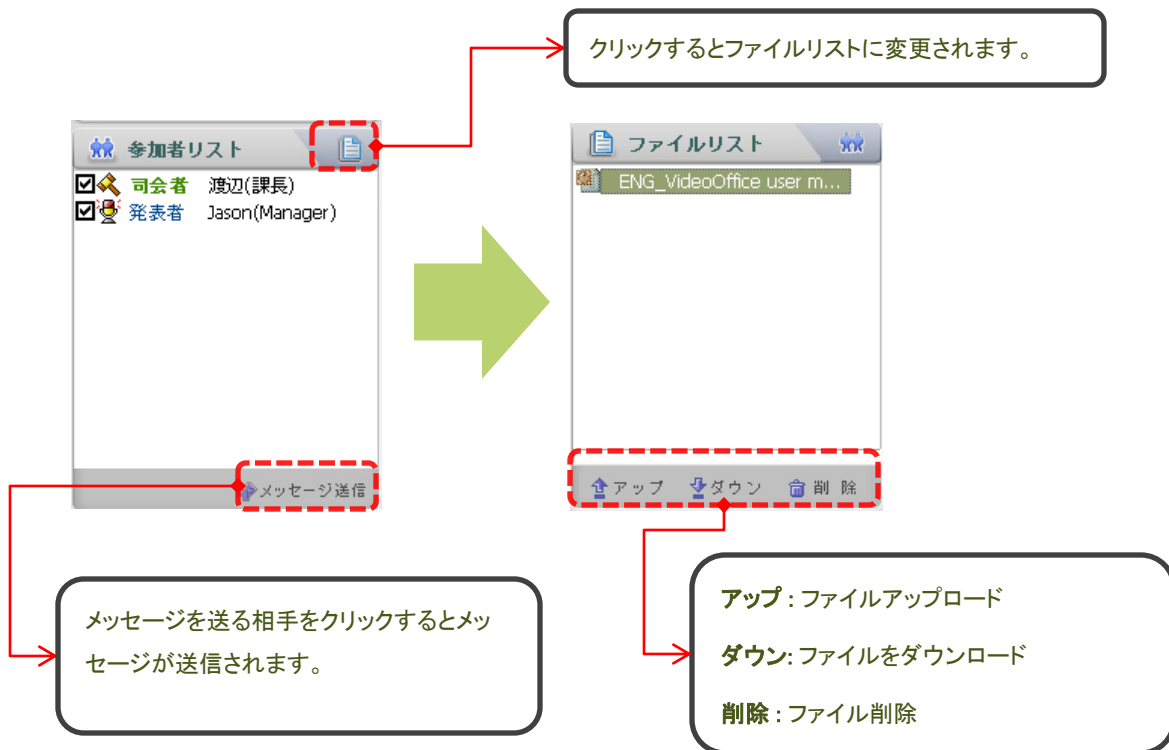 クリックするとファイルリストに変更されます。
参加者リスト
司会者 渡辺(課長)
発表者 Jason(Manager)
メッセージ送信
ファイルリスト
ENG_VideoOffice user m...
アップ ダウン 削 除
メッセージを送る相手をクリックするとメッ
セージが送信されます。
アップ : ファイルアップロード
ダウン: ファイルをダウンロード
削除 : ファイル削除